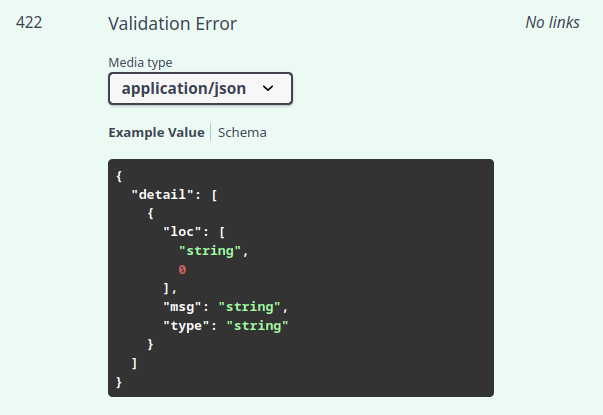 422 Validation Error No links
Media type
application/json
Example Value Schema
{
  "detail": [
    {
      "loc": [
        "string",
        0
      ],
      "msg": "string",
      "type": "string"
    }
  ]
}